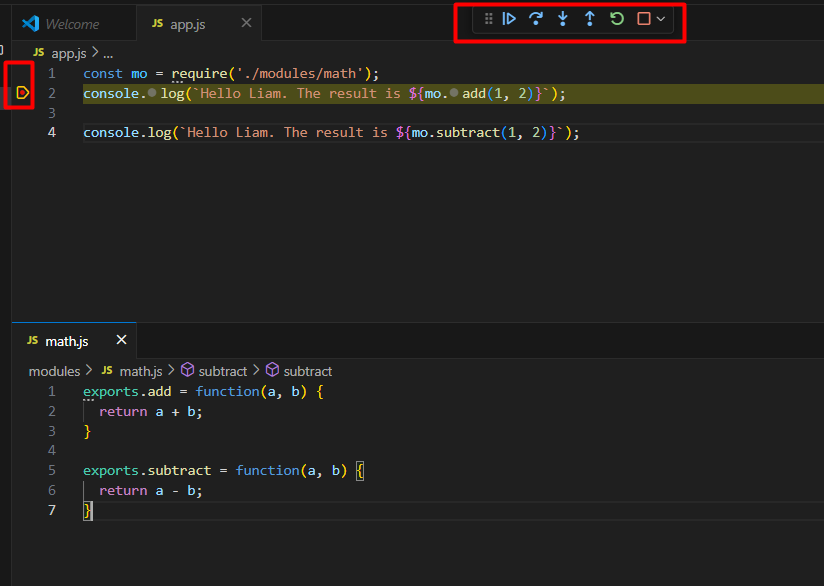 Welcome
JS app.js
JS app.js > ...
1 const mo = require('./modules/math');
2 console.log(`Hello Liam. The result is ${mo.add(1, 2)}`);
3
4 console.log(`Hello Liam. The result is ${mo.subtract(1, 2)}`);
JS math.js
modules > JS math.js > subtract > subtract
1 exports.add = function(a, b) {
2 return a + b;
3 }
4
5 exports.subtract = function(a, b) {
6 return a - b;
7 }